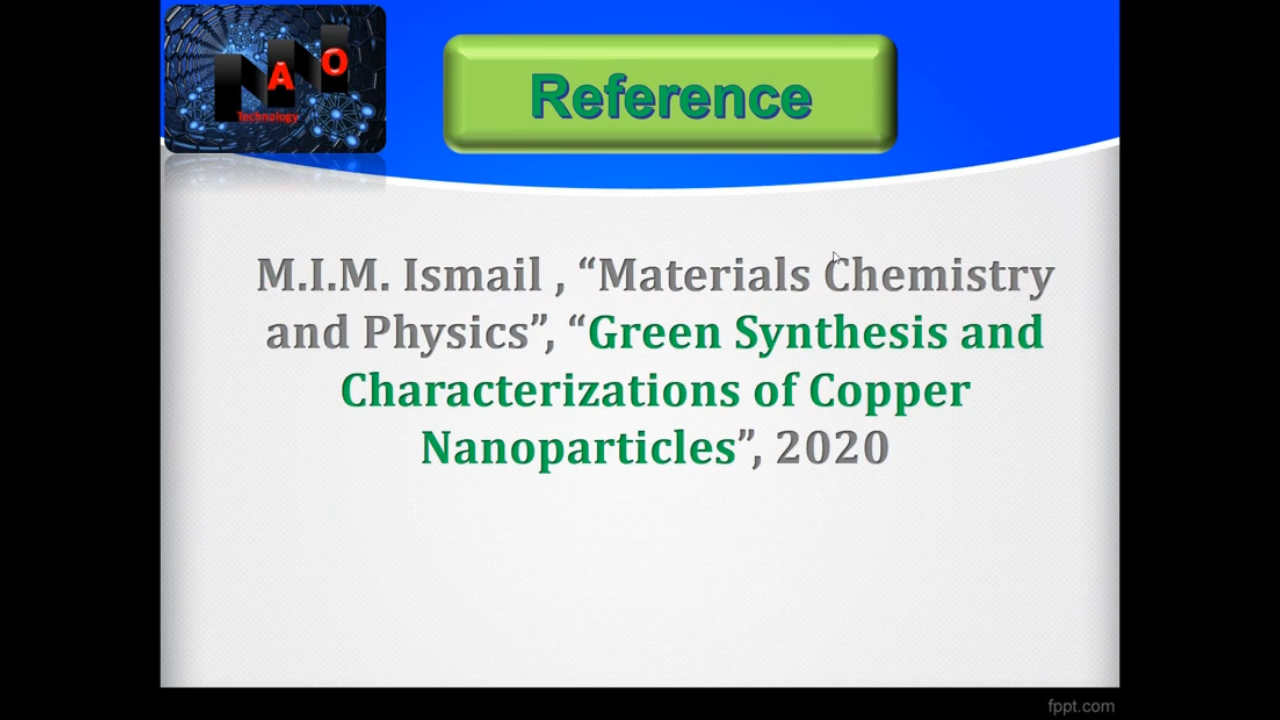 NANO
Technology
Reference
M.I.M. Ismail , “Materials Chemistry
and Physics”, “Green Synthesis and
Characterizations of Copper
Nanoparticles”, 2020
fppt.com